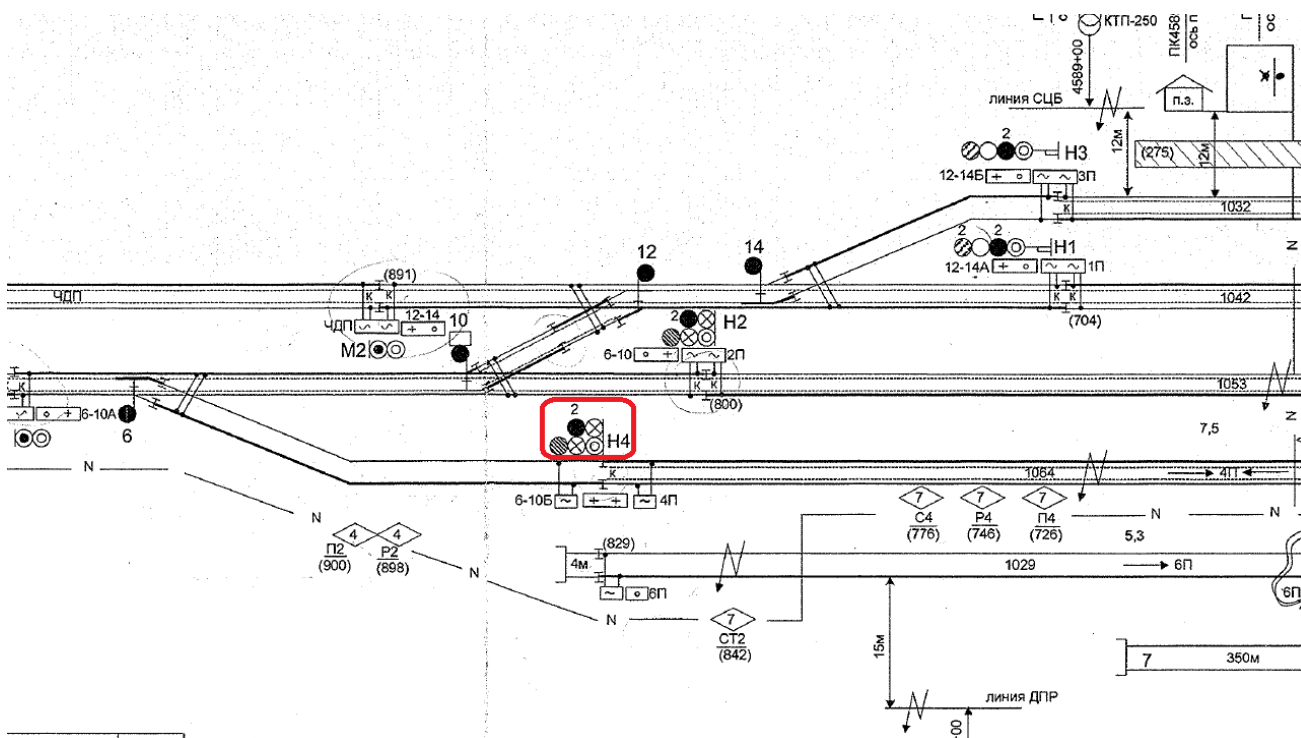 КТП-250
ПК458
ось п
ос
4589+00
линия СЦБ
п.з.
12м
12м
(275)
2
Н3
12-14Б
+
~ ~
3П
к
1032
2
2
Н1
12-14А
+
~ ~
1П
к к
1042
(704)
12
14
(891)
ЧДП
к к
ЧДП
12-14
+
М2
10
2
Н2
6-10
+
~ ~
2П
к к
1053
(800)
к
+
6-10А
6
2
Н4
7,5
к
1064
4П
6-10Б
~
+ +
~
4П
N
N
N
N
N
N
N
N
7
7
7
С4
Р4
П4
(776)
(746)
(726)
5,3
4
4
П2
Р2
(900)
(898)
(829)
4м
1029
6П
~
6П
6П
7
СТ2
(842)
15м
7
350м
линия ДПР
+00